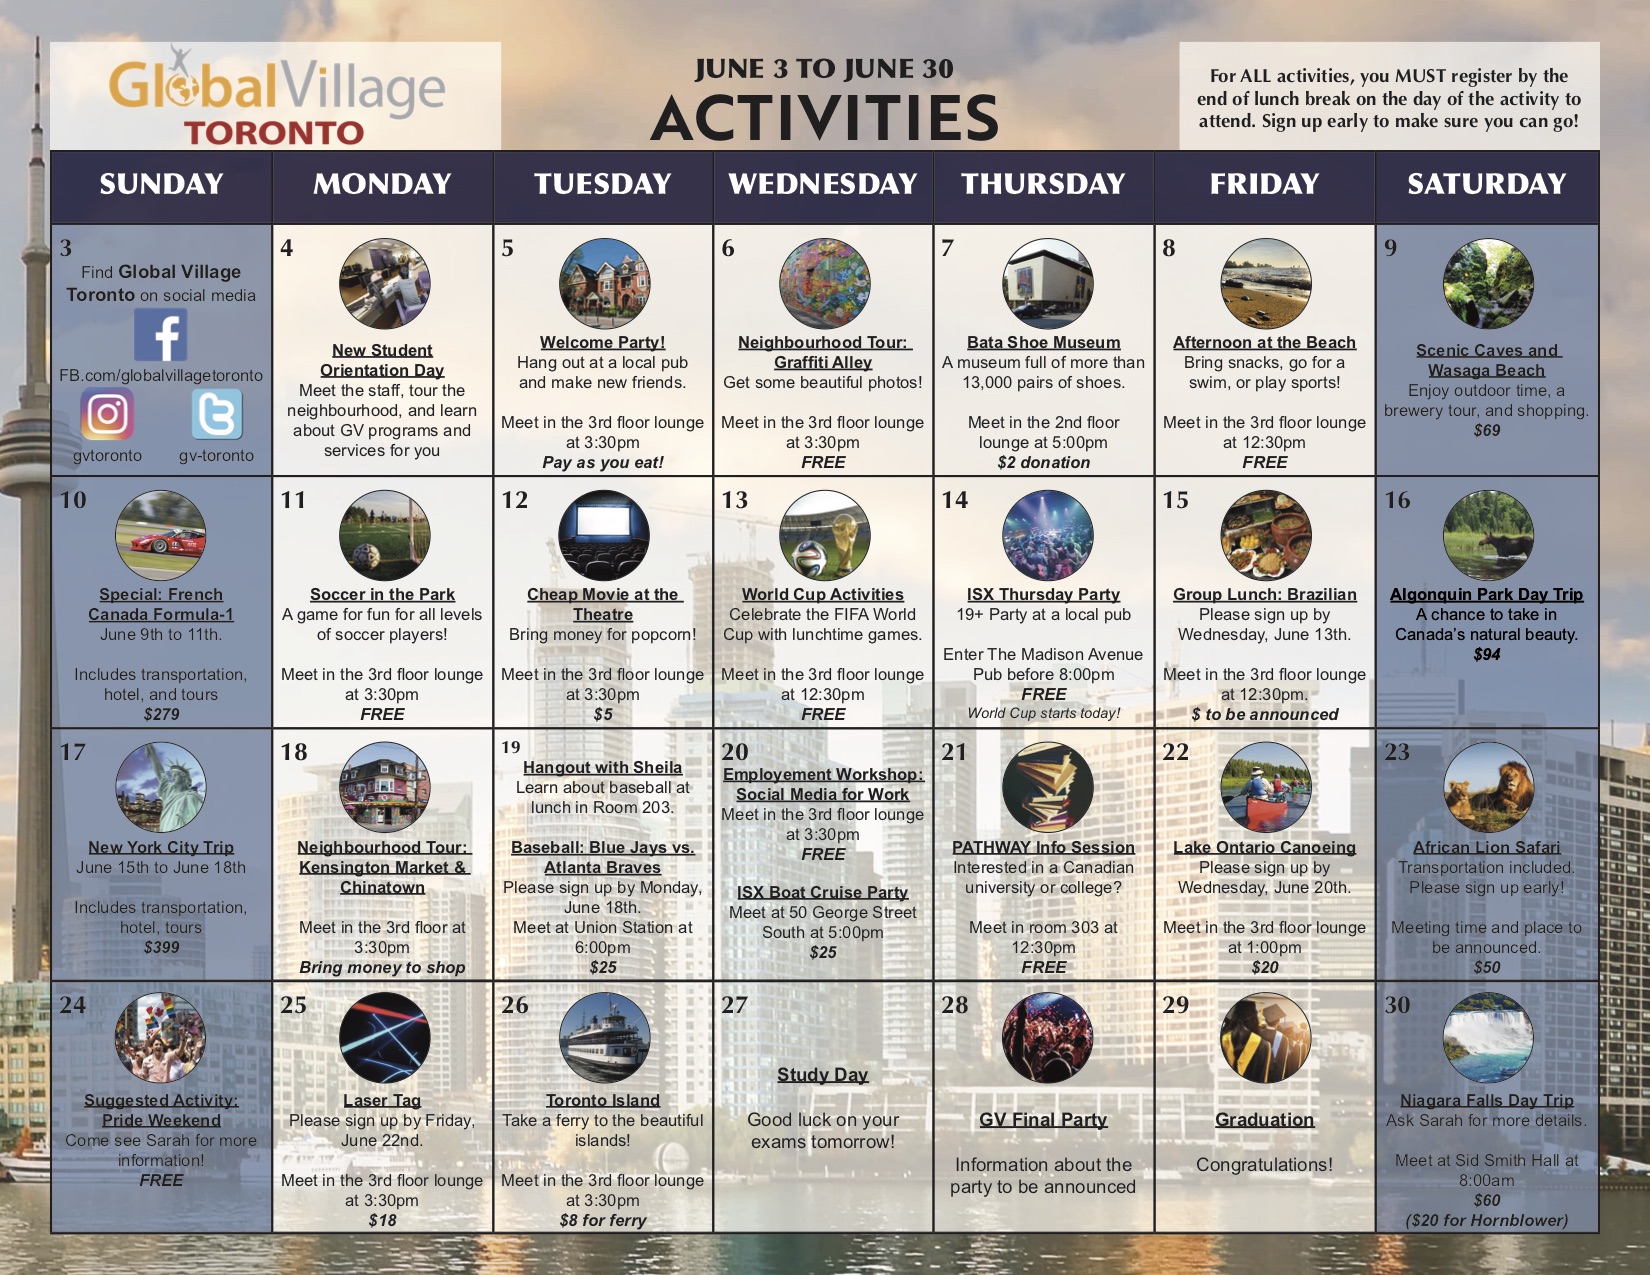 GlobalVillage
TORONTO
JUNE 3 TO JUNE 30
ACTIVITIES
For ALL activities, you MUST register by the
end of lunch break on the day of the activity to
attend. Sign up early to make sure you can go!
SUNDAY
MONDAY
TUESDAY
WEDNESDAY
THURSDAY
FRIDAY
SATURDAY
3
Find Global Village
Toronto on social media
FB.com/globalvillagetoronto
gvtoronto
gv-toronto
4
New Student
Orientation Day
Meet the staff, tour the
neighbourhood, and learn
about GV programs and
services for you
5
Welcome Party!
Hang out at a local pub
and make new friends.
Meet in the 3rd floor lounge
at 3:30pm
Pay as you eat!
6
Neighbourhood Tour:
Graffiti Alley
Get some beautiful photos!
Meet in the 3rd floor lounge
at 3:30pm
FREE
7
Bata Shoe Museum
A museum full of more than
13,000 pairs of shoes.
Meet in the 2nd floor
lounge at 5:00pm
$2 donation
8
Afternoon at the Beach
Bring snacks, go for a
swim, or play sports!
Meet in the 3rd floor lounge
at 12:30pm
FREE
9
Scenic Caves and
Wasaga Beach
Enjoy outdoor time, a
brewery tour, and shopping.
$69
10
Special: French
Canada Formula-1
June 9th to 11th.
Includes transportation,
hotel, and tours
$279
11
Soccer in the Park
A game for fun for all levels
of soccer players!
Meet in the 3rd floor lounge
at 3:30pm
FREE
12
Cheap Movie at the
Theatre
Bring money for popcorn!
Meet in the 3rd floor lounge
at 3:30pm
$5
13
World Cup Activities
Celebrate the FIFA World
Cup with lunchtime games.
Meet in the 3rd floor lounge
at 12:30pm
FREE
14
ISX Thursday Party
19+ Party at a local pub
Enter The Madison Avenue
Pub before 8:00pm
FREE
World Cup starts today!
15
Group Lunch: Brazilian
Please sign up by
Wednesday, June 13th.
Meet in the 3rd floor lounge
at 12:30pm.
$ to be announced
16
Algonquin Park Day Trip
A chance to take in
Canada's natural beauty.
$94
17
New York City Trip
June 15th to June 18th
Includes transportation,
hotel, tours
$399
18
Neighbourhood Tour:
Kensington Market &
Chinatown
Meet in the 3rd floor at
3:30pm
Bring money to shop
19
Hangout with Sheila
Learn about baseball at
lunch in Room 203.
Baseball: Blue Jays vs.
Atlanta Braves
Please sign up by Monday,
June 18th.
Meet at Union Station at
6:00pm
$25
20
Employement Workshop:
Social Media for Work
Meet in the 3rd floor lounge
at 3:30pm
FREE
ISX Boat Cruise Party
Meet at 50 George Street
South at 5:00pm
$25
21
PATHWAY Info Session
Interested in a Canadian
university or college?
Meet in room 303 at
12:30pm
FREE
22
Lake Ontario Canoeing
Please sign up by
Wednesday, June 20th.
Meet in the 3rd floor lounge
at 1:00pm
$20
23
African Lion Safari
Transportation included.
Please sign up early!
Meeting time and place to
be announced.
$50
24
Suggested Activity:
Pride Weekend
Come see Sarah for more
information!
FREE
25
Laser Tag
Please sign up by Friday,
June 22nd.
Meet in the 3rd floor lounge
at 3:30pm
$18
26
Toronto Island
Take a ferry to the beautiful
islands!
Meet in the 3rd floor lounge
at 3:30pm
$8 for ferry
27
Study Day
Good luck on your
exams tomorrow!
28
GV Final Party
Information about the
party to be announced
29
Graduation
Congratulations!
30
Niagara Falls Day Trip
Ask Sarah for more details.
Meet at Sid Smith Hall at
8:00am
$60
($20 for Hornblower)